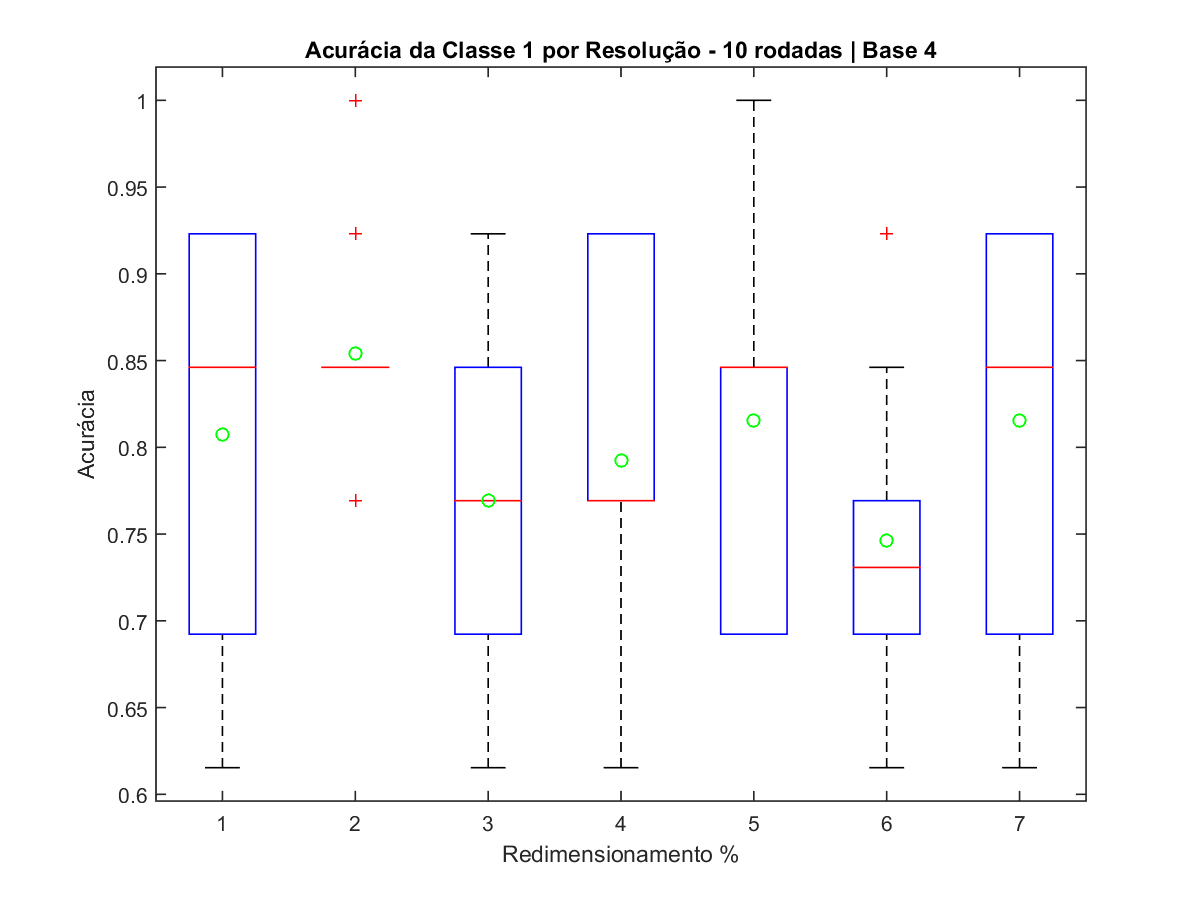 Acurácia da Classe 1 por Resolução - 10 rodadas | Base 4
1
0.95
0.9
0.85
0.8
0.75
0.7
0.65
0.6
Acurácia
1 2 3 4 5 6 7
Redimensionamento %